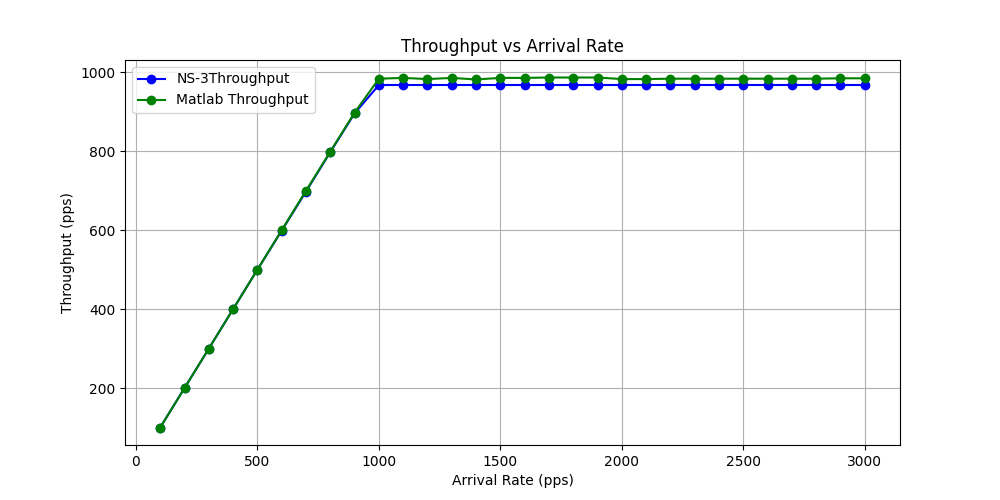 Throughput vs Arrival Rate
NS-3Throughput
Matlab Throughput
1000
800
600
400
200
Throughput (pps)
0
500
1000
1500
2000
2500
3000
Arrival Rate (pps)